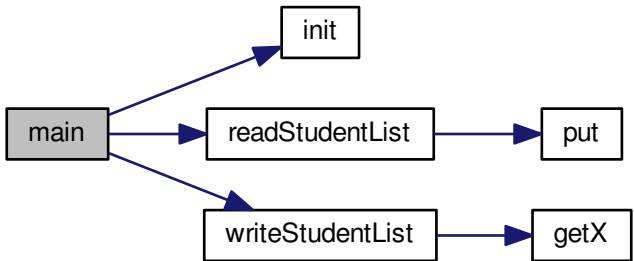 init
main
readStudentList
put
writeStudentList
getX